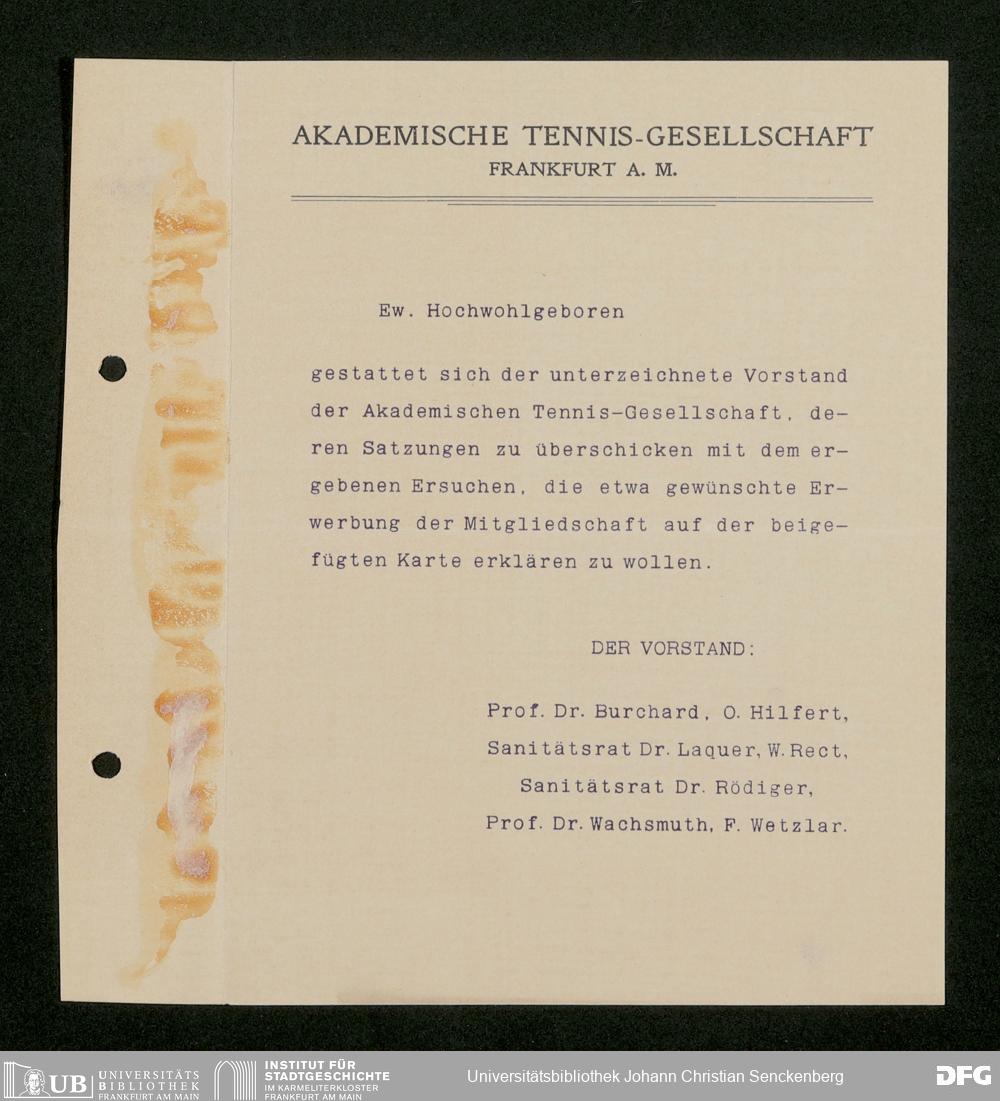 AKADEMISCHE TENNIS-GESELLSCHAFT
FRANKFURT A. M.
Ew. Hochwohlgeboren
gestattet sich der unterzeichnete Vorstand
der Akademischen Tennis-Gesellschaft, de-
ren Satzungen zu überschicken mit dem er-
gebenen Ersuchen, die etwa gewünschte Er-
werbung der Mitgliedschaft auf der beige-
fügten Karte erklären zu wollen.
DER VORSTAND:
Prof. Dr. Burchard, O. Hilfert,
Sanitätsrat Dr. Laquer, W. Rect,
Sanitätsrat Dr. Rödiger,
Prof. Dr. Wachsmuth, F. Wetzlar.
UB UNIVERSITÄTS
BIBLIOTHEK
FRANKFURT AM MAIN
INSTITUT FÜR
STADTGESCHICHTE
IM KARMELITERKLOSTER
FRANKFURT AM MAIN
Universitätsbibliothek Johann Christian Senckenberg
DFG